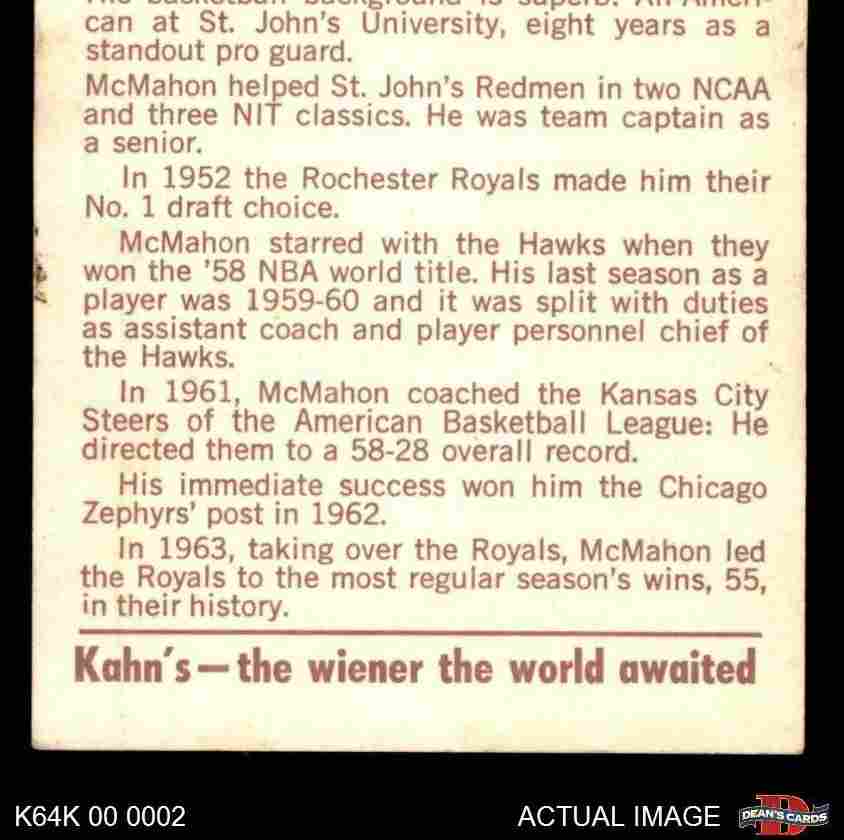 The basketball background is superb. All-Ameri-
can at St. John's University, eight years as a
standout pro guard.
McMahon helped St. John's Redmen in two NCAA
and three NIT classics. He was team captain as
a senior.
In 1952 the Rochester Royals made him their
No. 1 draft choice.
McMahon starred with the Hawks when they
won the '58 NBA world title. His last season as a
player was 1959-60 and it was split with duties
as assistant coach and player personnel chief of
the Hawks.
In 1961, McMahon coached the Kansas City
Steers of the American Basketball League: He
directed them to a 58-28 overall record.
His immediate success won him the Chicago
Zephyrs' post in 1962.
In 1963, taking over the Royals, McMahon led
the Royals to the most regular season's wins, 55,
in their history.
Kahn's—the wiener the world awaited
K64K 00 0002
ACTUAL IMAGE
D
DEAN'S CARDS